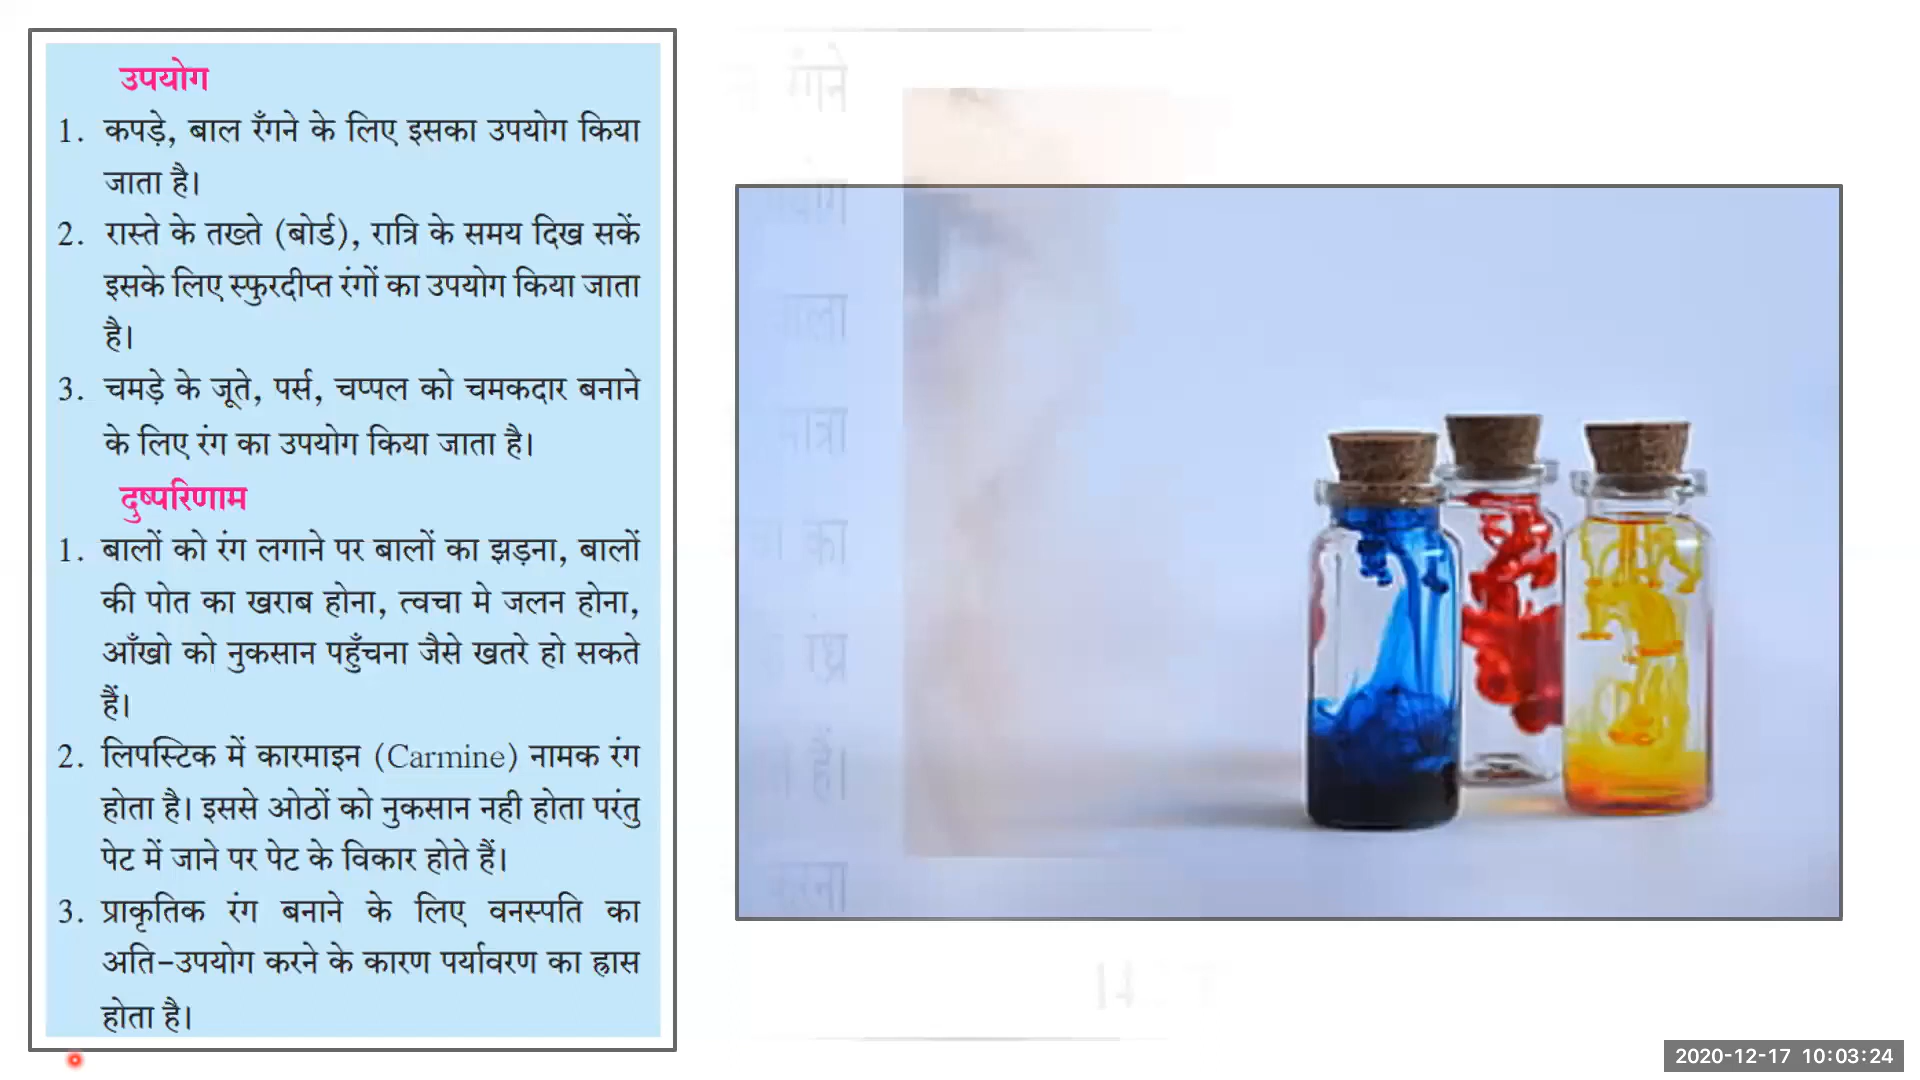 उपयोग
1. कपड़े, बाल रँगने के लिए इसका उपयोग किया
जाता है।
2. रास्ते के तख्ते (बोर्ड), रात्रि के समय दिख सकें
इसके लिए स्फुरदीप्त रंगों का उपयोग किया जाता
है।
3. चमड़े के जूते, पर्स, चप्पल को चमकदार बनाने
के लिए रंग का उपयोग किया जाता है।
दुष्परिणाम
1. बालों को रंग लगाने पर बालों का झड़ना, बालों
की पोत का खराब होना, त्वचा मे जलन होना,
आँखो को नुकसान पहुँचना जैसे खतरे हो सकते
हैं।
2. लिपस्टिक में कारमाइन (Carmine) नामक रंग
होता है। इससे ओठों को नुकसान नही होता परंतु
पेट में जाने पर पेट के विकार होते हैं।
3. प्राकृतिक रंग बनाने के लिए वनस्पति का
अति-उपयोग करने के कारण पर्यावरण का ह्रास
होता है।
2020-12-17 10:03:24